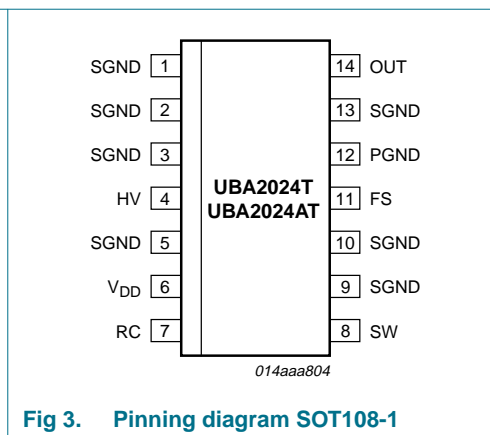 SGND 1 14 OUT
SGND 2 13 SGND
SGND 3 12 PGND
HV 4 UBA2024T 11 FS
UBA2024AT
SGND 5 10 SGND
VDD 6 9 SGND
RC 7 8 SW
014aaa804
Fig 3. Pinning diagram SOT108-1